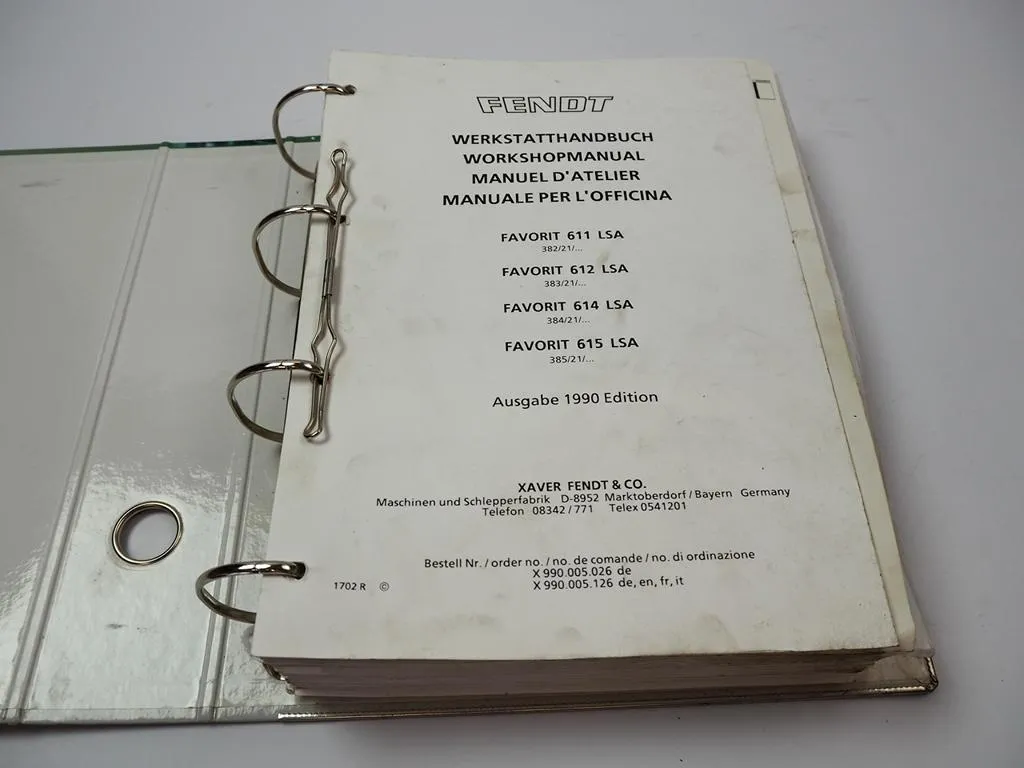 FENDT
WERKSTATTHANDBUCH
WORKSHOPMANUAL
MANUEL D'ATELIER
MANUALE PER L'OFFICINA
FAVORIT 611 LSA
382/21/...
FAVORIT 612 LSA
383/21/...
FAVORIT 614 LSA
384/21/...
FAVORIT 615 LSA
385/21/...
Ausgabe 1990 Edition
XAVER FENDT & CO.
Maschinen und Schlepperfabrik D-8952 Marktoberdorf/Bayern Germany
Telefon 08342/771 Telex 0541201
Bestell Nr./order no./no. de comande/no. di ordinazione
X 990.005.026 de
X 990.005.126 de, en, fr, it
1702 R ©